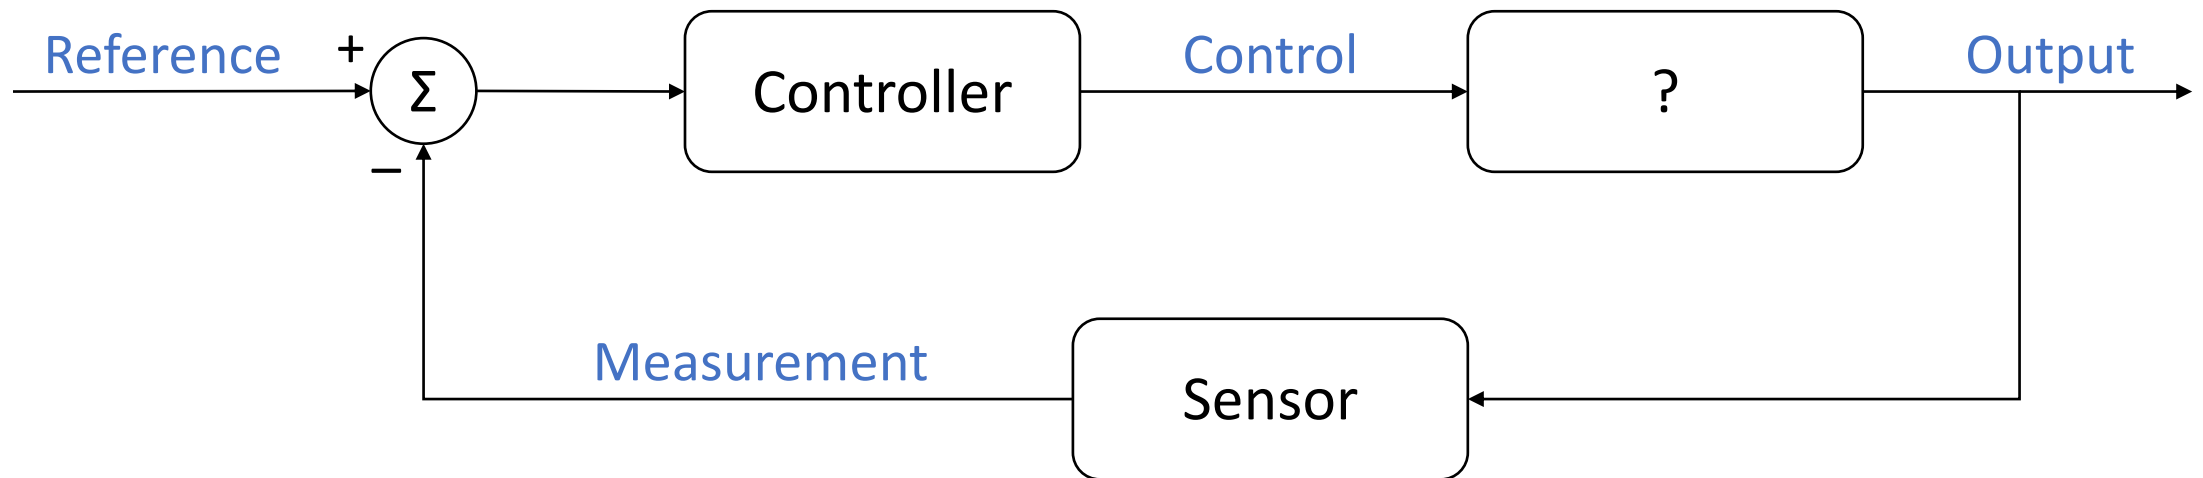 Reference
+
Σ
Controller
Control
?
Output
–
Measurement
Sensor